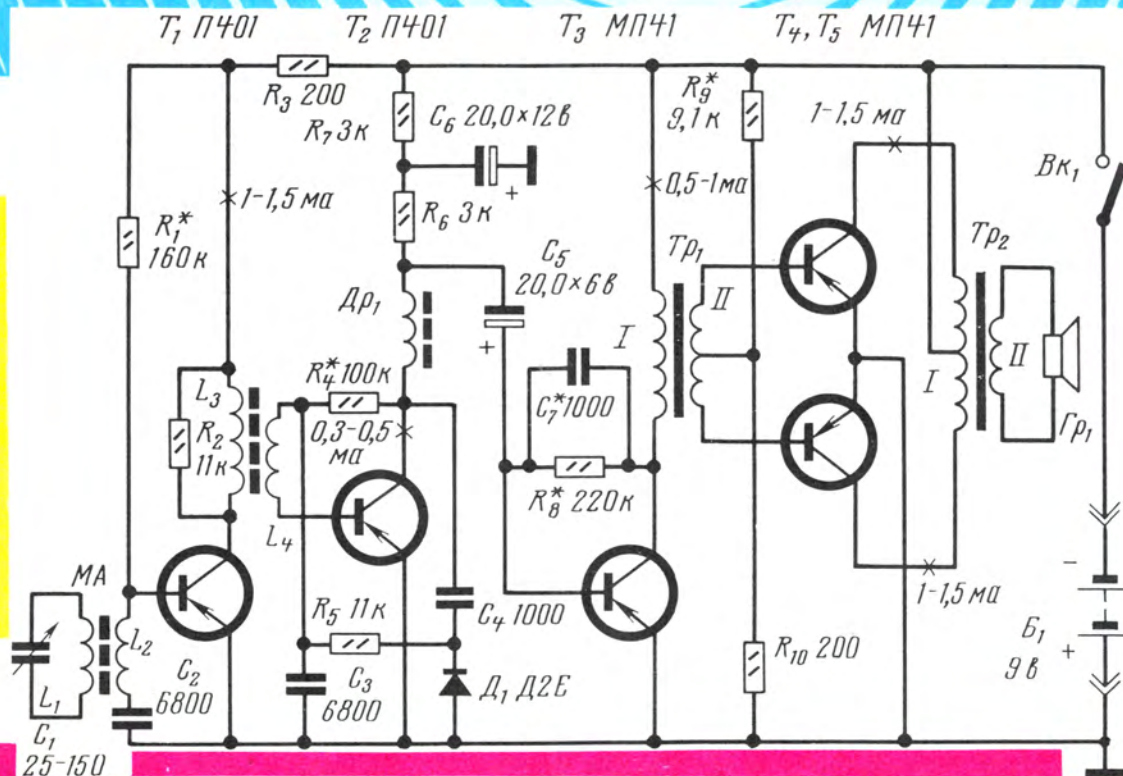 T₁ П401
T₂ П401
T₃ МП41
T₄, T₅ МП41
R₃ 200
R₇ 3к
C₆ 20,0×12в
+
R₉*
9,1к
1-1,5 ма
Вк₁
1-1,5 ма
R₆ 3к
0,5-1ма
R₁*
160к
C₅
20,0×6в
+
Тр₁
I
II
Тр₂
I
II
Др₁
L₃
R₂
11к
R₄* 100к
0,3-0,5
ма
C₇* 1000
Гр₁
R₈* 220к
L₄
МА
L₁
L₂
C₂
6800
R₅ 11к
C₄ 1000
1-1,5 ма
R₁₀ 200
Б₁
9в
-
+
C₃
6800
Д₁ Д2Е
C₁
25-150